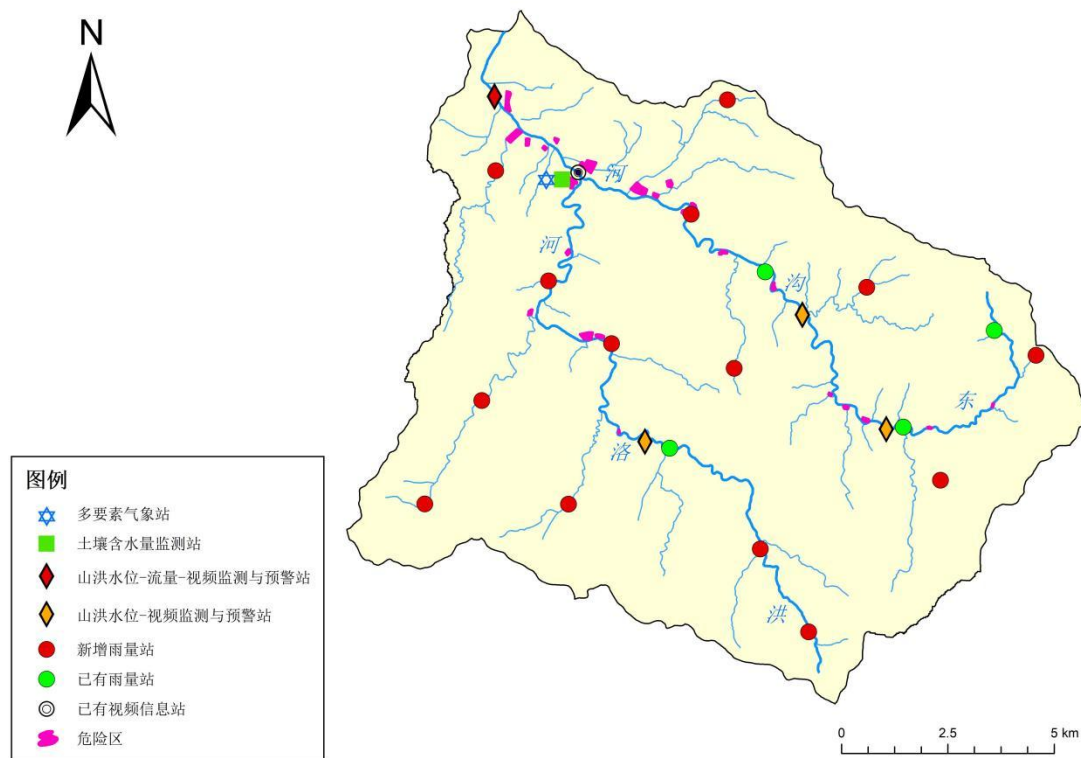 N
河
河
沟
东
洛
洪
图例
多要素气象站
土壤含水量监测站
山洪水位-流量-视频监测与预警站
山洪水位-视频监测与预警站
新增雨量站
已有雨量站
已有视频信息站
危险区
0 2.5 5 km